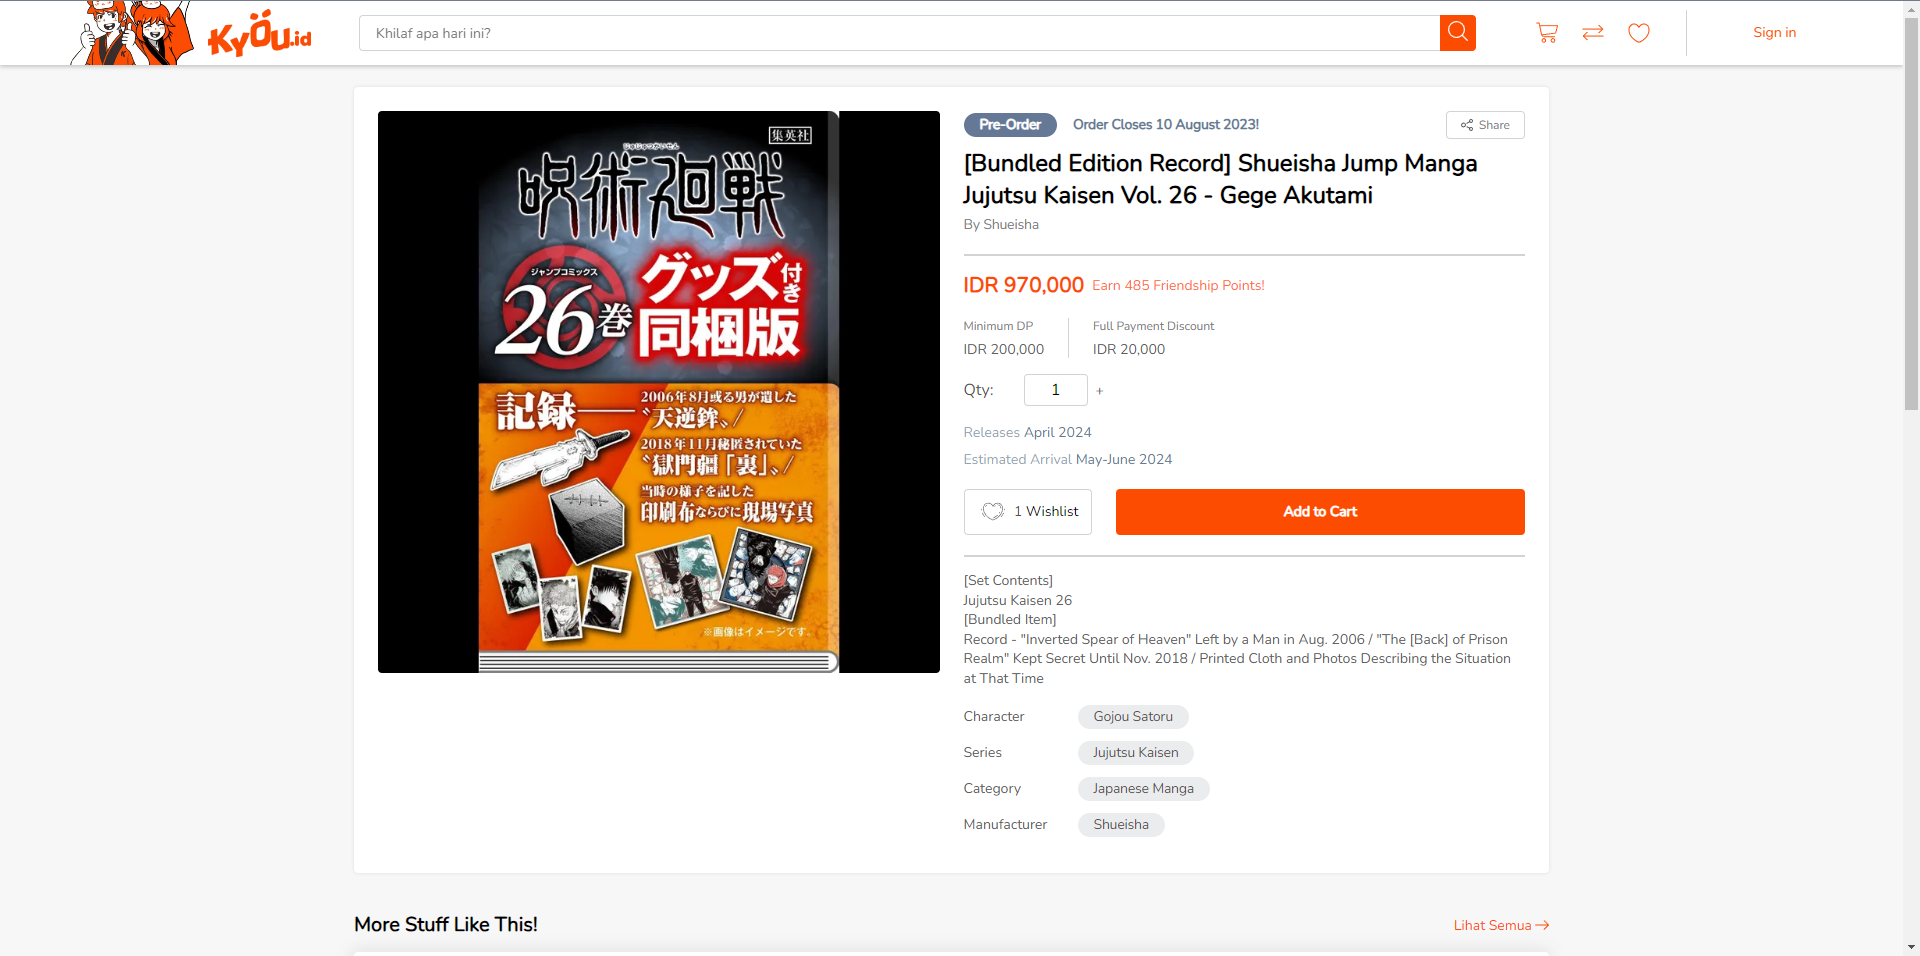 Kyou.id
Khilaf apa hari ini?
Sign in
集英社
じゅじゅつかいせん
呪術廻戦
ジャンプコミックス
26巻
グッズ付き
同梱版
記録──
2006年8月或る男が遺した
〝天逆鉾〟/
2018年11月秘匿されていた
〝獄門疆「裏」〟/
当時の様子を記した
印刷布ならびに現場写真
※画像はイメージです。
Pre-Order
Order Closes 10 August 2023!
Share
[Bundled Edition Record] Shueisha Jump Manga
Jujutsu Kaisen Vol. 26 - Gege Akutami
By Shueisha
IDR 970,000 Earn 485 Friendship Points!
Minimum DP
IDR 200,000
Full Payment Discount
IDR 20,000
Qty: 1 +
Releases April 2024
Estimated Arrival May-June 2024
1 Wishlist
Add to Cart
[Set Contents]
Jujutsu Kaisen 26
[Bundled Item]
Record - "Inverted Spear of Heaven" Left by a Man in Aug. 2006 / "The [Back] of Prison
Realm" Kept Secret Until Nov. 2018 / Printed Cloth and Photos Describing the Situation
at That Time
Character Gojou Satoru
Series Jujutsu Kaisen
Category Japanese Manga
Manufacturer Shueisha
More Stuff Like This!
Lihat Semua